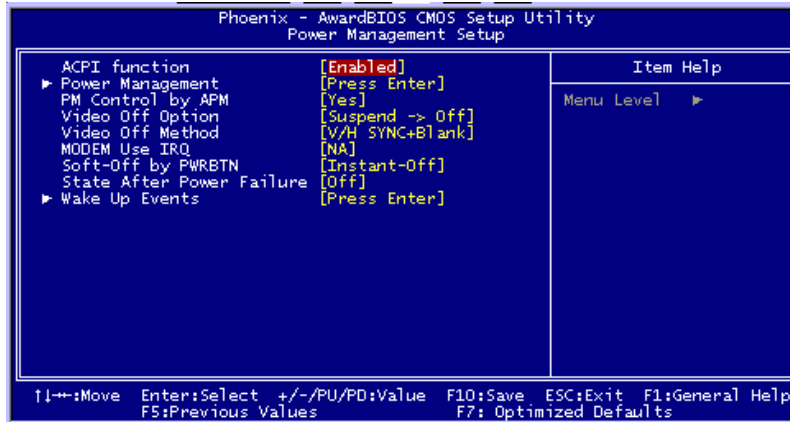 Phoenix - AwardBIOS CMOS Setup Utility
Power Management Setup
ACPI function [Enabled]
► Power Management [Press Enter]
PM Control by APM [Yes]
Video Off Option [Suspend -> Off]
Video Off Method [V/H SYNC+Blank]
MODEM Use IRQ [NA]
Soft-Off by PWRBTN [Instant-Off]
State After Power Failure [Off]
► Wake Up Events [Press Enter]
Item Help
Menu Level ►
↑↓→←:Move Enter:Select +/-/PU/PD:Value F10:Save ESC:Exit F1:General Help
F5:Previous Values F7: Optimized Defaults